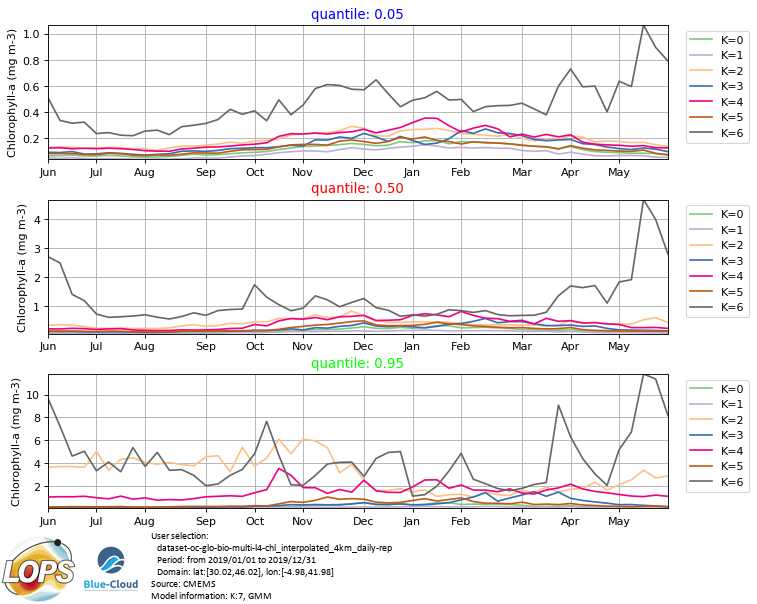 quantile: 0.05
Chlorophyll-a (mg m-3)
1.0
0.8
0.6
0.4
0.2
Jun Jul Aug Sep Oct Nov Dec Jan Feb Mar Apr May
K=0
K=1
K=2
K=3
K=4
K=5
K=6
quantile: 0.50
Chlorophyll-a (mg m-3)
4
3
2
1
Jun Jul Aug Sep Oct Nov Dec Jan Feb Mar Apr May
K=0
K=1
K=2
K=3
K=4
K=5
K=6
quantile: 0.95
Chlorophyll-a (mg m-3)
10
8
6
4
2
Jun Jul Aug Sep Oct Nov Dec Jan Feb Mar Apr May
K=0
K=1
K=2
K=3
K=4
K=5
K=6
LOPS
Blue-Cloud
User selection:
dataset-oc-glo-bio-multi-l4-chl_interpolated_4km_daily-rep
Period: from 2019/01/01 to 2019/12/31
Domain: lat:[30.02,46.02], lon:[-4.98,41.98]
Source: CMEMS
Model information: K:7, GMM